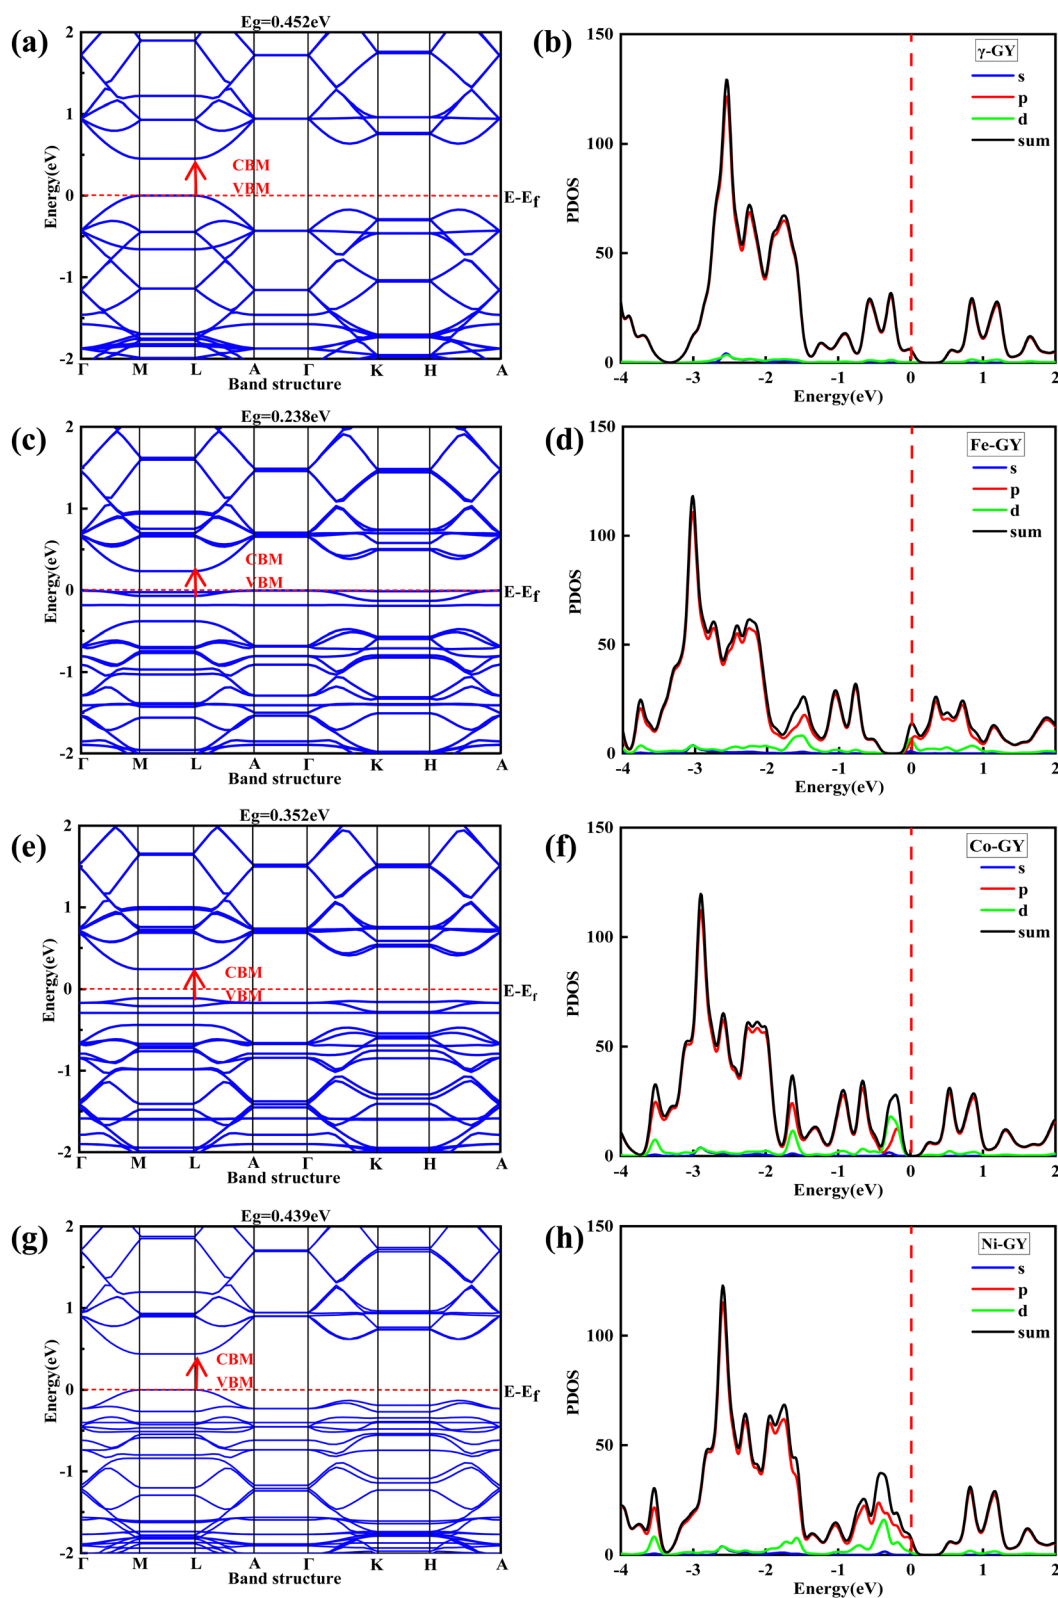 (a)
Eg=0.452eV
Energy(eV)
2
1
0
-1
-2
CBM
VBM
E-Ef
Γ M L A Γ K H A
Band structure
(b)
PDOS
150
100
50
0
γ-GY
s
p
d
sum
-4 -3 -2 -1 0 1 2
Energy(eV)
(c)
Eg=0.238eV
Energy(eV)
2
1
0
-1
-2
CBM
VBM
E-Ef
Γ M L A Γ K H A
Band structure
(d)
PDOS
150
100
50
0
Fe-GY
s
p
d
sum
-4 -3 -2 -1 0 1 2
Energy(eV)
(e)
Eg=0.352eV
Energy(eV)
2
1
0
-1
-2
CBM
VBM
E-Ef
Γ M L A Γ K H A
Band structure
(f)
PDOS
150
100
50
0
Co-GY
s
p
d
sum
-4 -3 -2 -1 0 1 2
Energy(eV)
(g)
Eg=0.439eV
Energy(eV)
2
1
0
-1
-2
CBM
VBM
E-Ef
Γ M L A Γ K H A
Band structure
(h)
PDOS
150
100
50
0
Ni-GY
s
p
d
sum
-4 -3 -2 -1 0 1 2
Energy(eV)